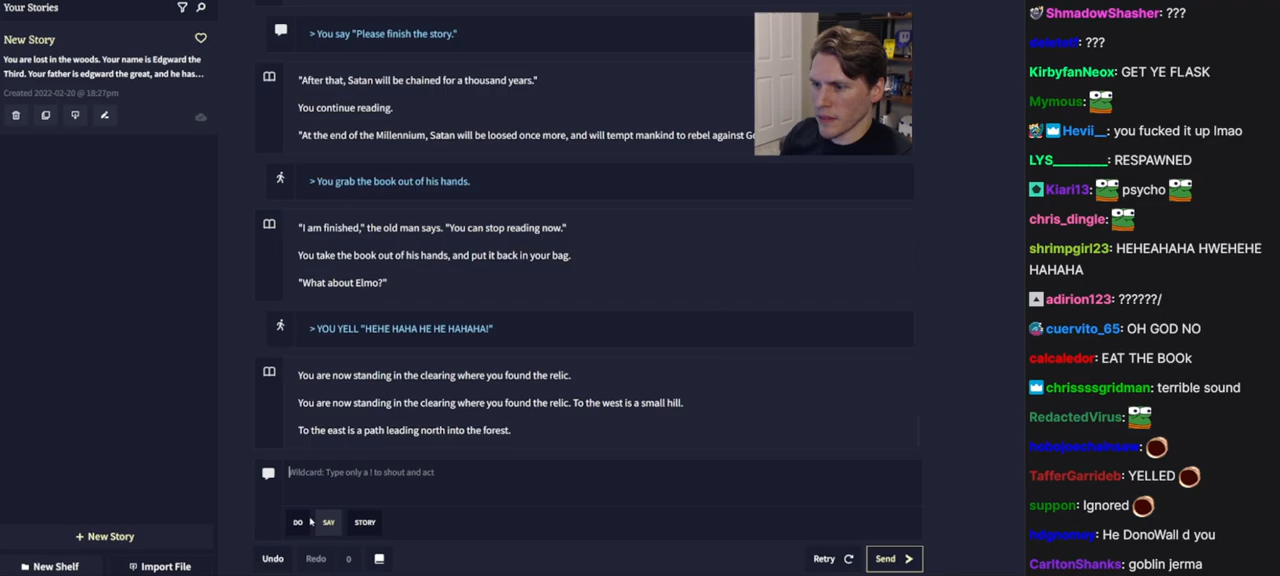 Your Stories
New Story
You are lost in the woods. Your name is Edgward the
Third. Your father is edgward the great, and he has...
Created 2022-02-20 @ 18:27pm
+ New Story
New Shelf
Import File
> You say "Please finish the story."
"After that, Satan will be chained for a thousand years."
You continue reading.
"At the end of the Millennium, Satan will be loosed once more, and will tempt mankind to rebel against
> You grab the book out of his hands.
"I am finished," the old man says. "You can stop reading now."
You take the book out of his hands, and put it back in your bag.
"What about Elmo?"
> YOU YELL "HEHE HAHA HE HE HAHAHA!"
You are now standing in the clearing where you found the relic.
You are now standing in the clearing where you found the relic. To the west is a small hill.
To the east is a path leading north into the forest.
Wildcard: Type only a ! to shout and act
DO
SAY
STORY
Undo
Redo
0
Retry
Send
ShmadowShasher: ???
: ???
KirbyfanNeox: GET YE FLASK
Mymous:
Hevii__: you fucked it up lmao
LYS________: RESPAWNED
Kiari13: psycho
chris_dingle:
shrimpgirl23: HEHEAHAHA HWEHEHE
HAHAHA
adirion123: ??????/
cuervito_65: OH GOD NO
calcaledor: EAT THE BOOk
chrissssgridman: terrible sound
RedactedVirus:
TafferGarrideb: YELLED
suppon: Ignored
: He DonoWall d you
CarltonShanks: goblin jerma